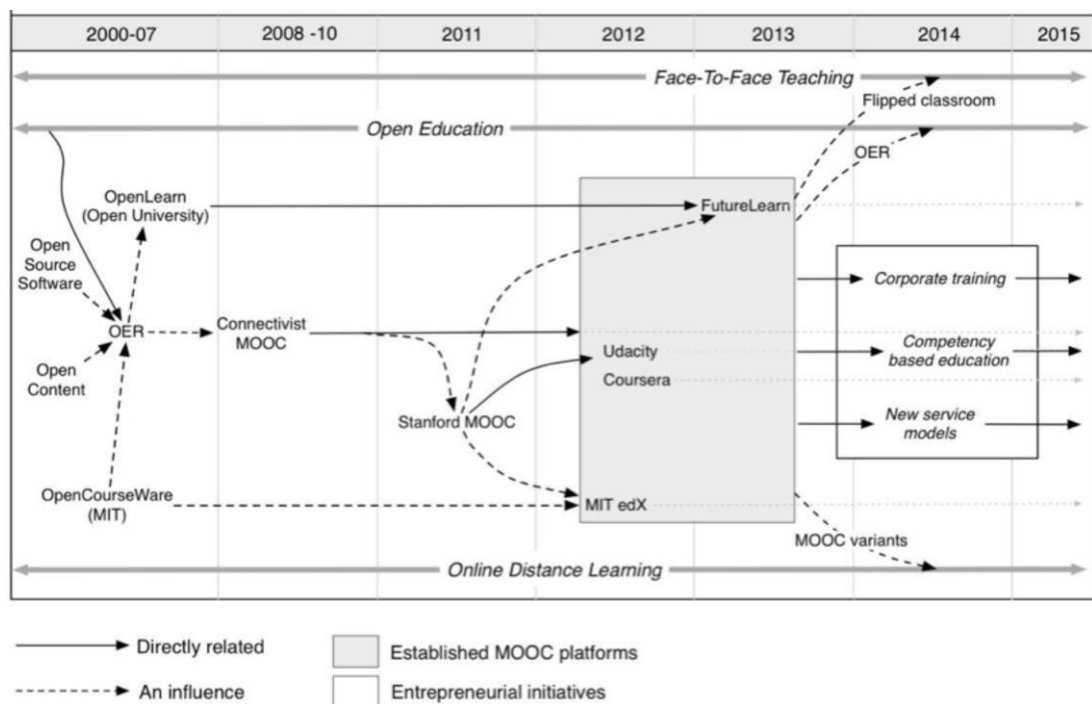 2000-07
2008 -10
2011
2012
2013
2014
2015
Face-To-Face Teaching
Flipped classroom
Open Education
OER
OpenLearn
(Open University)
FutureLearn
Open
Source
Software
Corporate training
OER
Connectivist
MOOC
Udacity
Competency
based education
Open
Content
Coursera
Stanford MOOC
New service
models
OpenCourseWare
(MIT)
MIT edX
MOOC variants
Online Distance Learning
Directly related
Established MOOC platforms
An influence
Entrepreneurial initiatives